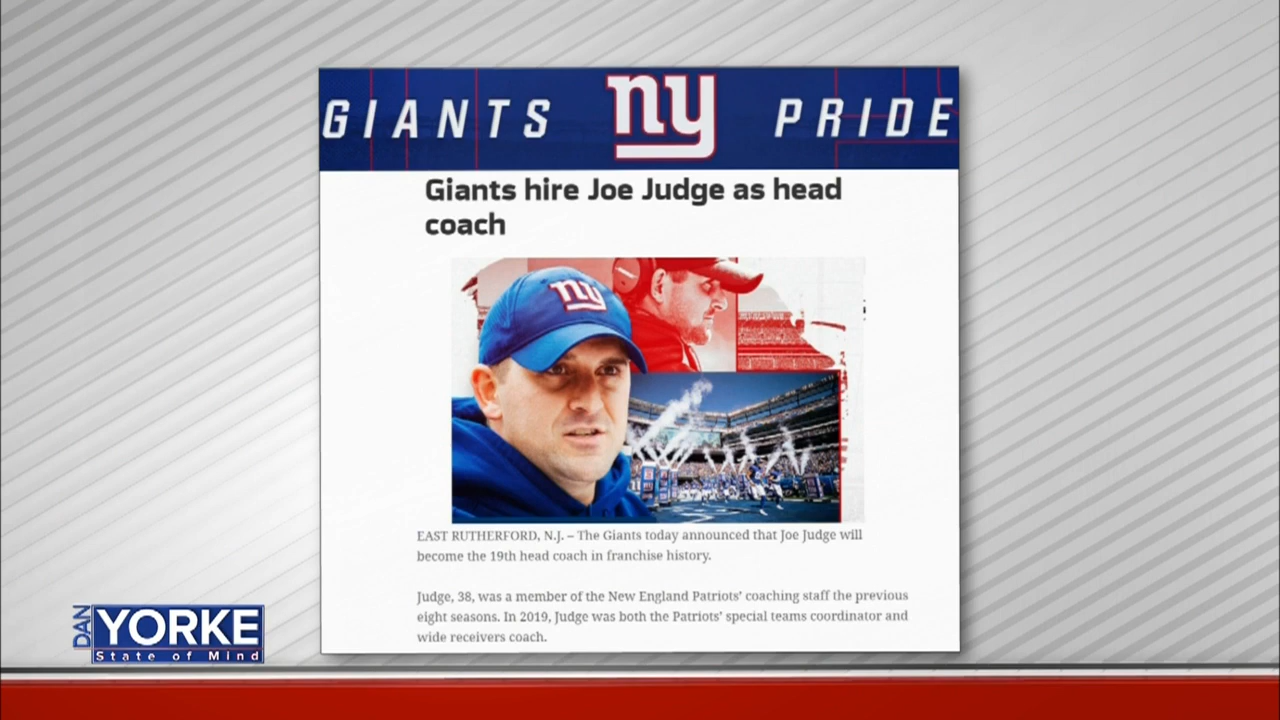 GIANTS ny PRIDE
Giants hire Joe Judge as head
coach
ny
EAST RUTHERFORD, N.J. – The Giants today announced that Joe Judge will
become the 19th head coach in franchise history.
Judge, 38, was a member of the New England Patriots' coaching staff the previous
eight seasons. In 2019, Judge was both the Patriots' special teams coordinator and
wide receivers coach.
DAN
YORKE
State of Mind